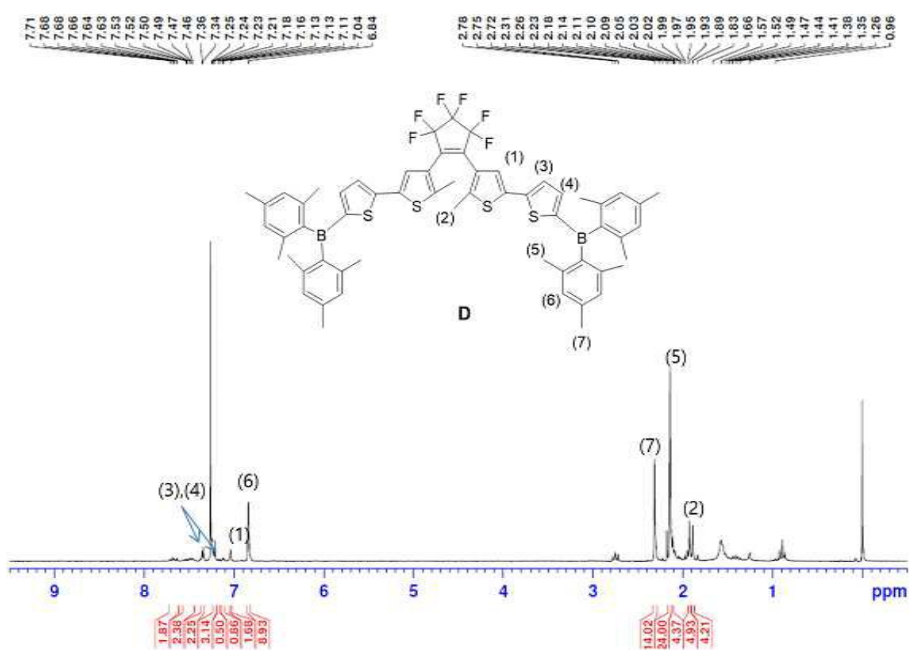 7.71 7.68 7.68 7.66 7.64 7.63 7.53 7.52 7.50 7.49 7.47 7.46 7.36 7.34 7.25 7.24 7.23 7.21 7.18 7.16 7.13 7.13 7.11 7.04 6.84
2.78 2.75 2.72 2.31 2.26 2.23 2.18 2.14 2.11 2.10 2.09 2.05 2.03 2.02 1.99 1.97 1.95 1.93 1.89 1.83 1.66 1.57 1.52 1.49 1.47 1.44 1.41 1.38 1.35 1.26 0.96
F F
F F
F F
(1)
(3)
(4)
S S (2) S S
B B
(5)
(6)
(7)
D
(5)
(7)
(6)
(3),(4)
(2)
(1)
9 8 7 6 5 4 3 2 1 ppm
1.87 2.38 2.25 3.14 0.50 0.86 1.68 8.93 14.02 24.00 4.37 4.93 4.21